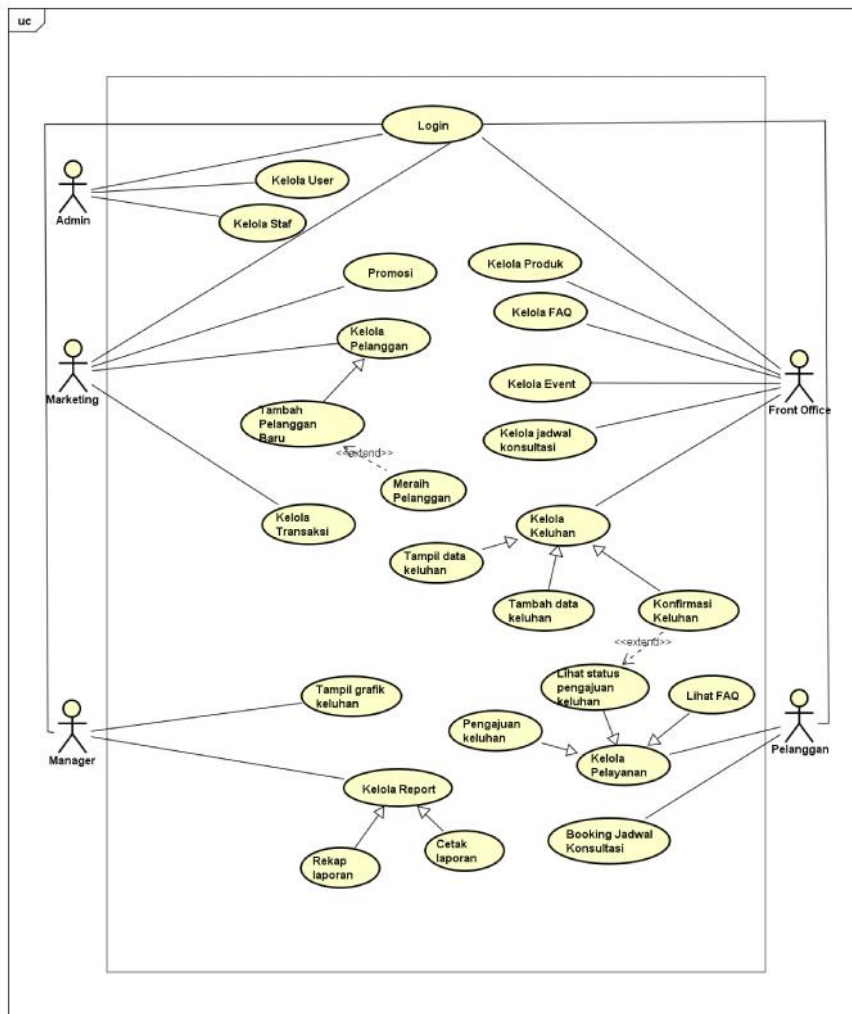 uc
Login
Kelola User
Admin
Kelola Staf
Promosi
Kelola Produk
Kelola FAQ
Kelola
Pelanggan
Marketing
Kelola Event
Front Office
Tambah
Pelanggan
Baru
Kelola jadwal
konsultasi
<<extend>>
Meraih
Pelanggan
Kelola
Transaksi
Kelola
Keluhan
Tampil data
keluhan
Tambah data
keluhan
Konfirmasi
Keluhan
<<extend>>
Lihat status
pengajuan
keluhan
Lihat FAQ
Tampil grafik
keluhan
Pengajuan
keluhan
Manager
Kelola
Pelayanan
Pelanggan
Kelola Report
Booking Jadwal
Konsultasi
Rekap
laporan
Cetak
laporan